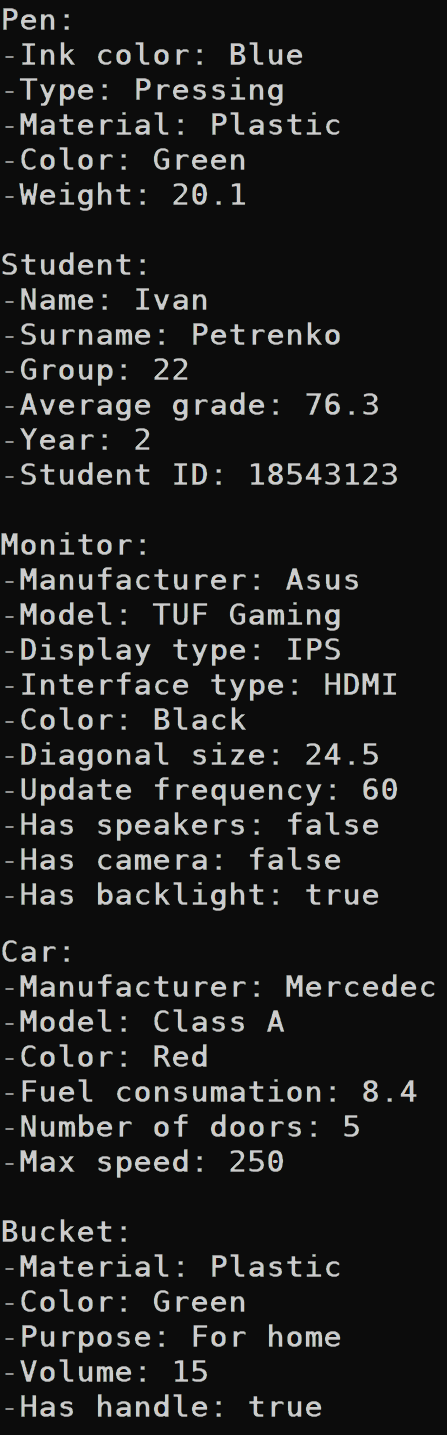 Pen:
-Ink color: Blue
-Type: Pressing
-Material: Plastic
-Color: Green
-Weight: 20.1
Student:
-Name: Ivan
-Surname: Petrenko
-Group: 22
-Average grade: 76.3
-Year: 2
-Student ID: 18543123
Monitor:
-Manufacturer: Asus
-Model: TUF Gaming
-Display type: IPS
-Interface type: HDMI
-Color: Black
-Diagonal size: 24.5
-Update frequency: 60
-Has speakers: false
-Has camera: false
-Has backlight: true
Car:
-Manufacturer: Mercedec
-Model: Class A
-Color: Red
-Fuel consumation: 8.4
-Number of doors: 5
-Max speed: 250
Bucket:
-Material: Plastic
-Color: Green
-Purpose: For home
-Volume: 15
-Has handle: true